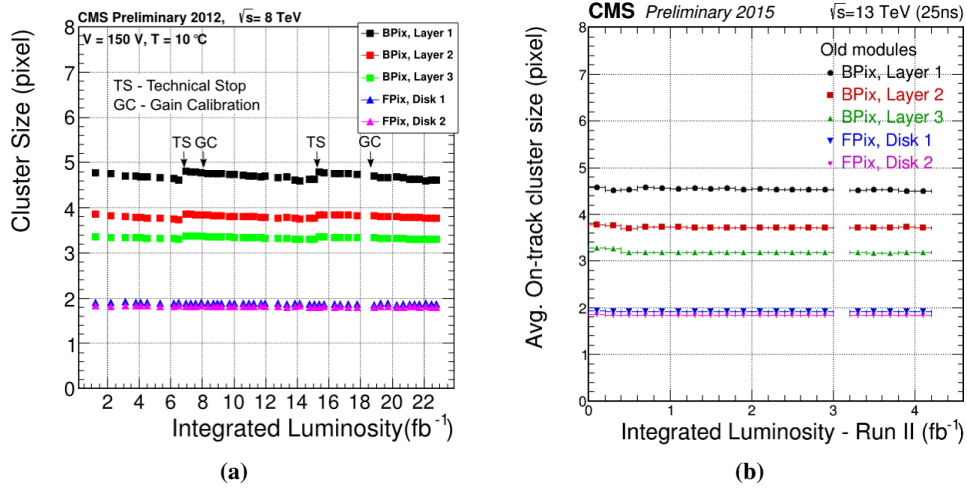 CMS Preliminary 2012, √s= 8 TeV
V = 150 V, T = 10 °C
TS - Technical Stop
GC - Gain Calibration
BPix, Layer 1
BPix, Layer 2
BPix, Layer 3
FPix, Disk 1
FPix, Disk 2
TS GC TS GC
Cluster Size (pixel)
8
7
6
5
4
3
2
1
0
2 4 6 8 10 12 14 16 18 20 22
Integrated Luminosity(fb⁻¹)
(a)
CMS Preliminary 2015 √s=13 TeV (25ns)
Old modules
BPix, Layer 1
BPix, Layer 2
BPix, Layer 3
FPix, Disk 1
FPix, Disk 2
Avg. On-track cluster size (pixel)
8
7
6
5
4
3
2
1
0
0 1 2 3 4
Integrated Luminosity - Run II (fb⁻¹)
(b)